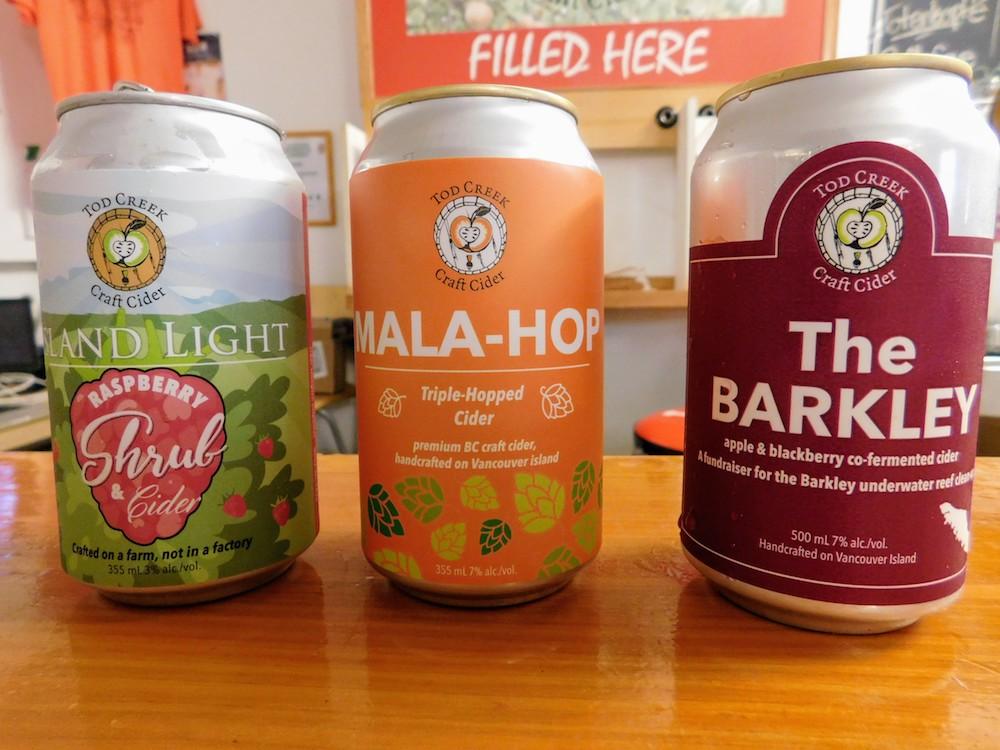 FILLED HERE
TOD CREEK
Craft Cider
SLAND LIGHT
RASPBERRY
Shrub
& Cider
Crafted on a farm, not in a factory
355 mL 3% alc./vol.
TOD CREEK
Craft Cider
MALA-HOP
Triple-Hopped
Cider
premium BC craft cider,
handcrafted on Vancouver island
355 mL 7% alc./vol.
TOD CREEK
Craft Cider
The
BARKLEY
apple & blackberry co-fermented cider
A fundraiser for the Barkley underwater reef clean
500 mL 7% alc./vol.
Handcrafted on Vancouver Island